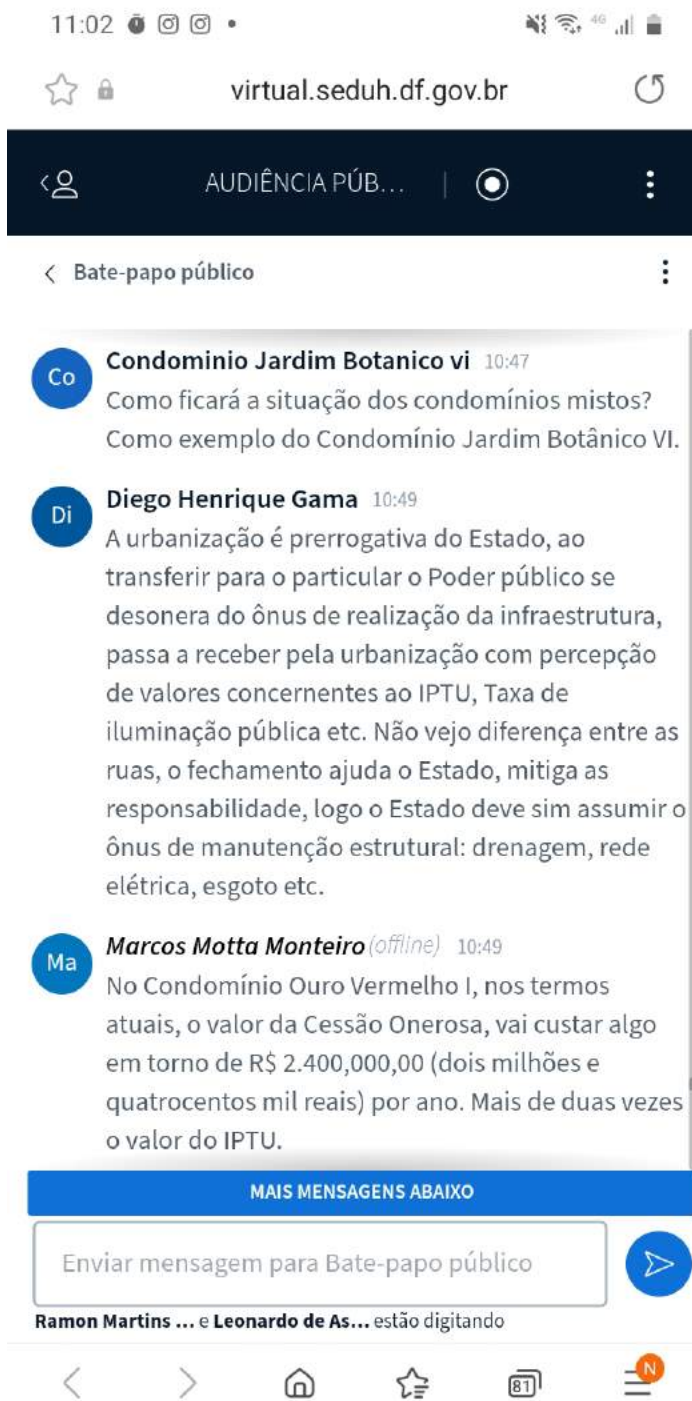 11:02
4G
virtual.seduh.df.gov.br
AUDIÊNCIA PÚB...
Bate-papo público
Co
Condominio Jardim Botanico vi 10:47
Como ficará a situação dos condomínios mistos?
Como exemplo do Condomínio Jardim Botânico VI.
Di
Diego Henrique Gama 10:49
A urbanização é prerrogativa do Estado, ao
transferir para o particular o Poder público se
desonera do ônus de realização da infraestrutura,
passa a receber pela urbanização com percepção
de valores concernentes ao IPTU, Taxa de
iluminação pública etc. Não vejo diferença entre as
ruas, o fechamento ajuda o Estado, mitiga as
responsabilidade, logo o Estado deve sim assumir o
ônus de manutenção estrutural: drenagem, rede
elétrica, esgoto etc.
Ma
Marcos Motta Monteiro (offline) 10:49
No Condomínio Ouro Vermelho I, nos termos
atuais, o valor da Cessão Onerosa, vai custar algo
em torno de R$ 2.400,000,00 (dois milhões e
quatrocentos mil reais) por ano. Mais de duas vezes
o valor do IPTU.
MAIS MENSAGENS ABAIXO
Enviar mensagem para Bate-papo público
Ramon Martins ... e Leonardo de As... estão digitando
81
N